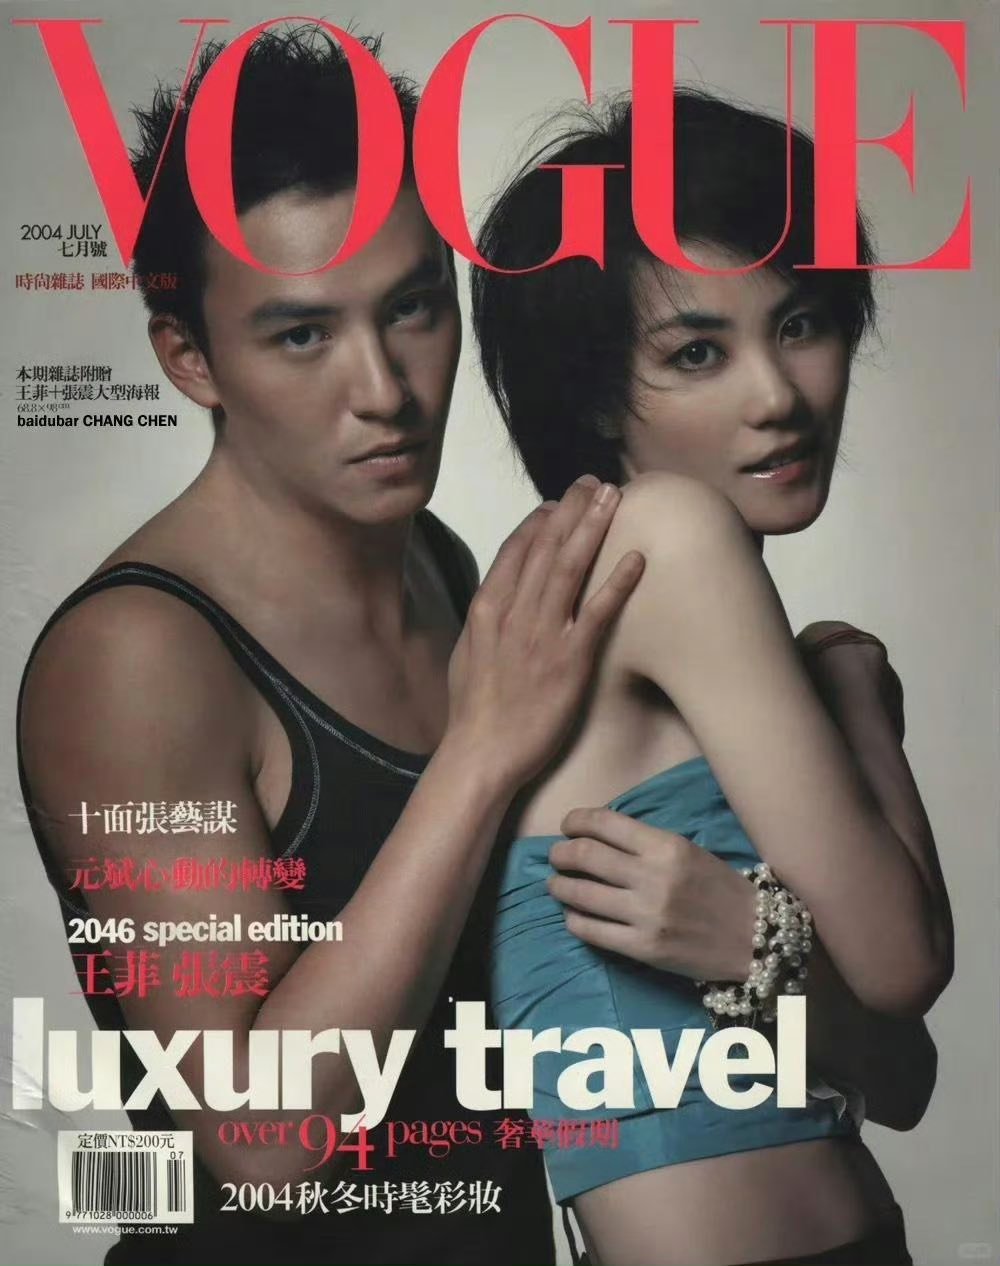 VOGUE
2004 JULY
七月號
時尚雜誌 國際中文版
本期雜誌附贈
王菲+張震大型海報
68.8×98cm
baidubar CHANG CHEN
十面張藝謀
元斌心動的轉變
2046 special edition
王菲 張震
luxury travel
over 94 pages 奢華假期
2004秋冬時髦彩妝
定價NT$200元
07
9 771028 000006
www.vogue.com.tw